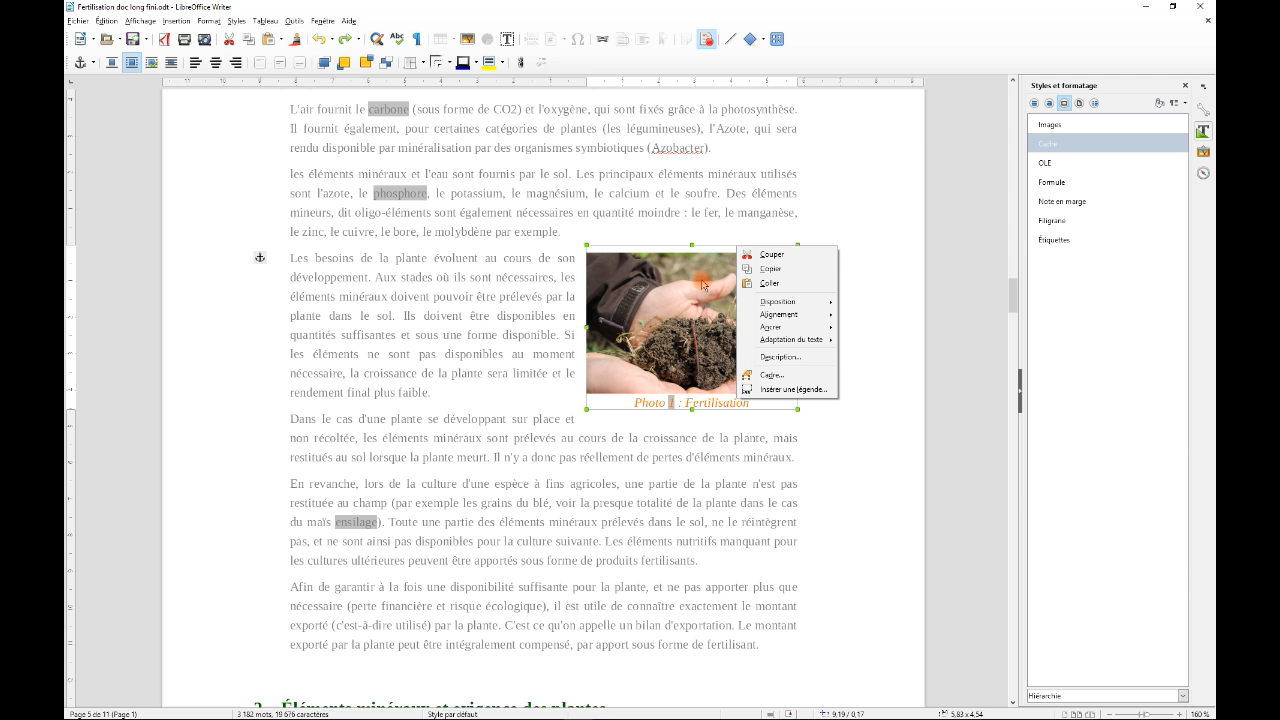 Fertilisation doc long fini.odt - LibreOffice Writer
Fichier Édition Affichage Insertion Format Styles Tableau Outils Fenêtre Aide
Styles et formatage
L'air fournit le carbone (sous forme de CO2) et l'oxygène, qui sont fixés grâce à la photosynthèse.
Il fournit également, pour certaines catégories de plantes (les légumineuses), l'Azote, qui sera
rendu disponible par minéralisation par des organismes symbiotiques (Azobacter).
les éléments minéraux et l'eau sont fournis par le sol. Les principaux éléments minéraux utilisés
sont l'azote, le phosphore, le potassium, le magnésium, le calcium et le soufre. Des éléments
mineurs, dit oligo-éléments sont également nécessaires en quantité moindre : le fer, le manganèse,
le zinc, le cuivre, le bore, le molybdène par exemple.
Les besoins de la plante évoluent au cours de son
développement. Aux stades où ils sont nécessaires, les
éléments minéraux doivent pouvoir être prélevés par la
plante dans le sol. Ils doivent être disponibles en
quantités suffisantes et sous une forme disponible. Si
les éléments ne sont pas disponibles au moment
nécessaire, la croissance de la plante sera limitée et le
rendement final plus faible.
Photo 1 : Fertilisation
Dans le cas d'une plante se développant sur place et
non récoltée, les éléments minéraux sont prélevés au cours de la croissance de la plante, mais
restitués au sol lorsque la plante meurt. Il n'y a donc pas réellement de pertes d'éléments minéraux.
En revanche, lors de la culture d'une espèce à fins agricoles, une partie de la plante n'est pas
restituée au champ (par exemple les grains du blé, voir la presque totalité de la plante dans le cas
du maïs ensilage). Toute une partie des éléments minéraux prélevés dans le sol, ne le réintègrent
pas, et ne sont ainsi pas disponibles pour la culture suivante. Les éléments nutritifs manquant pour
les cultures ultérieures peuvent être apportés sous forme de produits fertilisants.
Afin de garantir à la fois une disponibilité suffisante pour la plante, et ne pas apporter plus que
nécessaire (perte financière et risque écologique), il est utile de connaître exactement le montant
exporté (c'est-à-dire utilisé) par la plante. C'est ce qu'on appelle un bilan d'exportation. Le montant
exporté par la plante peut être intégralement compensé, par apport sous forme de fertilisant.
Couper
Copier
Coller
Disposition
Alignement
Ancrer
Adaptation du texte
Description...
Cadre...
Insérer une légende...
Images
Cadre
OLE
Formule
Note en marge
Filigrane
Étiquettes
Hiérarchie
Page 5 de 11 (Page 1) 3 182 mots, 19 676 caractères Style par défaut 9,19 / 0,17 5,83 x 4,54 160 %